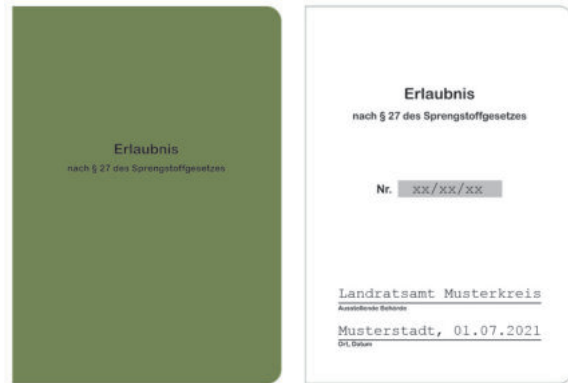 Erlaubnis
nach § 27 des Sprengstoffgesetzes
Erlaubnis
nach § 27 des Sprengstoffgesetzes
Nr. xx/xx/xx
Landratsamt Musterkreis
Ausstellende Behörde
Musterstadt, 01.07.2021
Ort, Datum